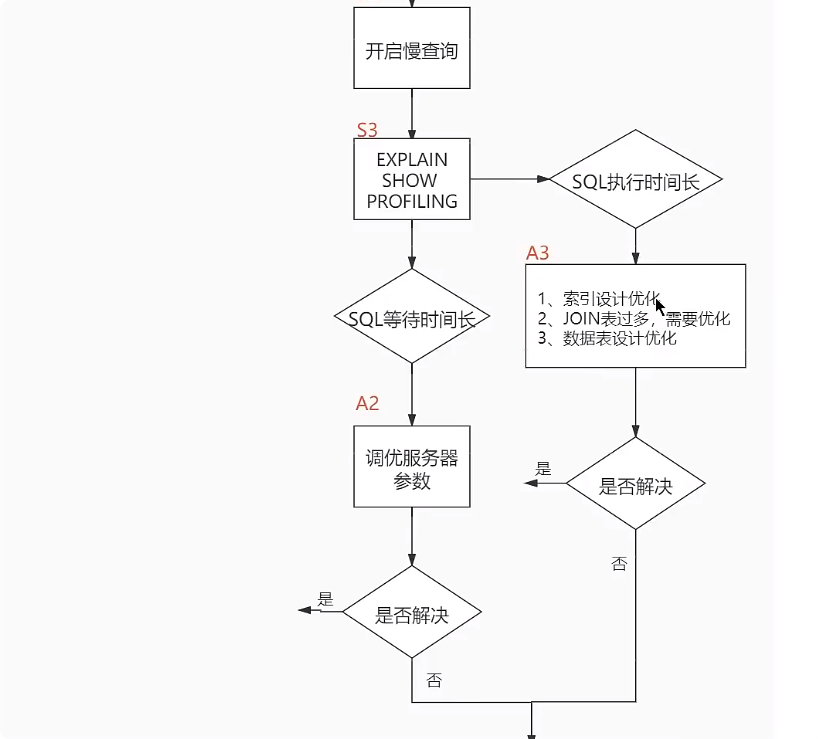 开启慢查询
S3
EXPLAIN
SHOW
PROFILING
SQL执行时间长
A3
1、索引设计优化
2、JOIN表过多，需要优化
3、数据表设计优化
SQL等待时间长
A2
调优服务器
参数
是
是否解决
否
是
是否解决
否